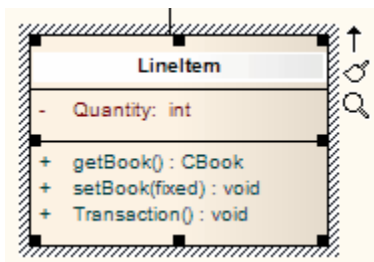 LineItem
- Quantity: int
+ getBook() : CBook
+ setBook(fixed) : void
+ Transaction() : void